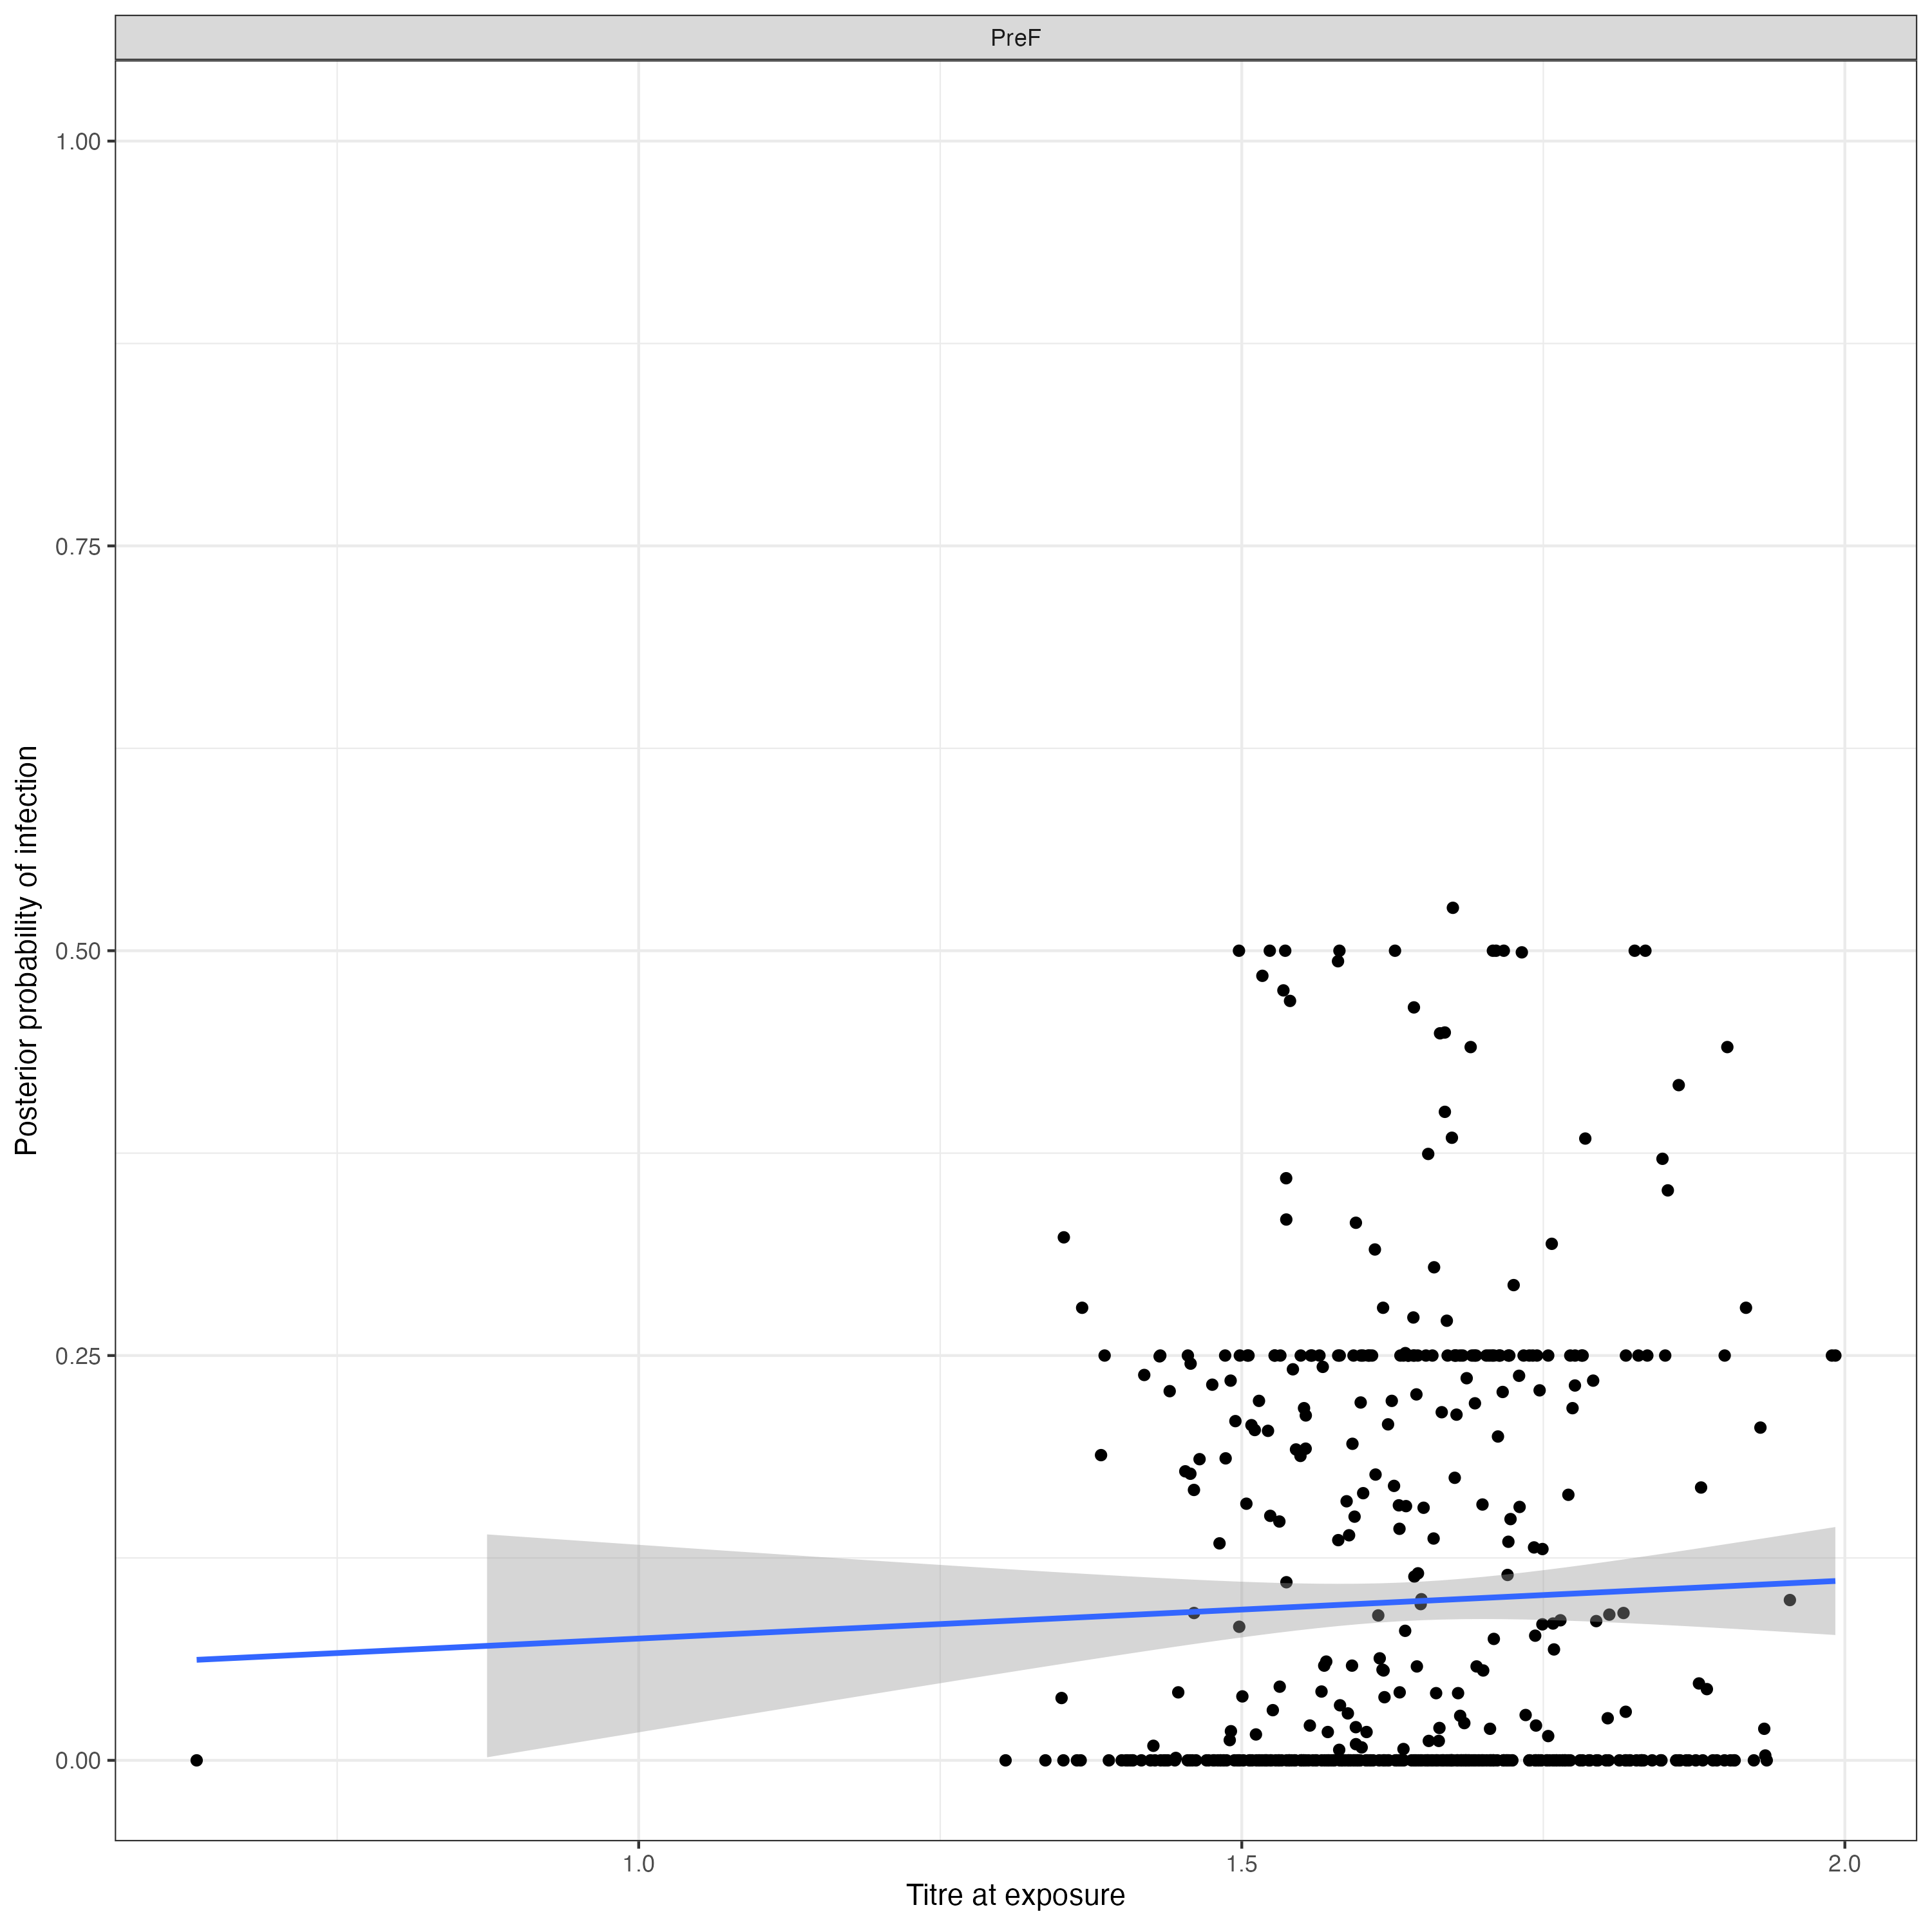 PreF
1.00
0.75
0.50
0.25
0.00
Posterior probability of infection
1.0
1.5
2.0
Titre at exposure